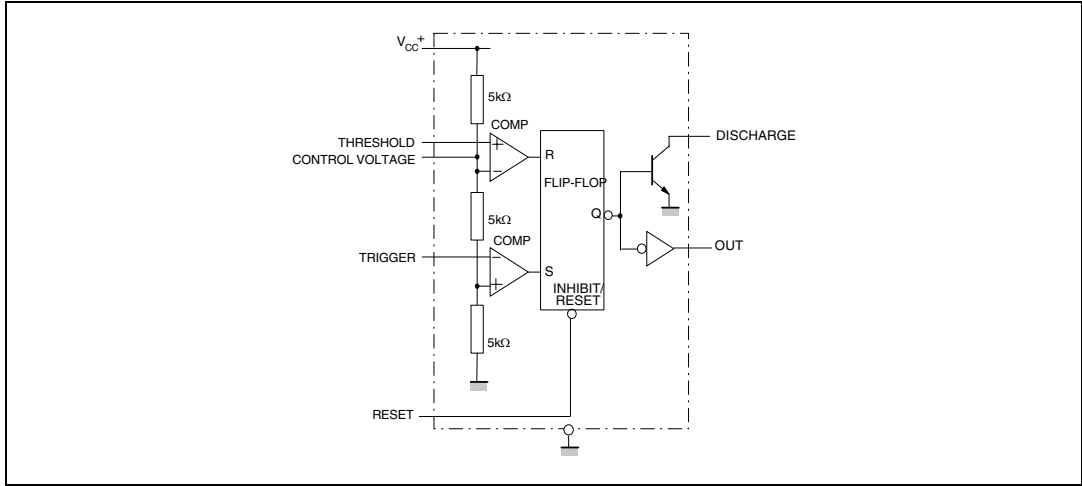 VCC+
5kΩ
COMP
THRESHOLD
+
CONTROL VOLTAGE
−
R
FLIP-FLOP
DISCHARGE
5kΩ
Q
COMP
TRIGGER
−
+
S
OUT
INHIBIT/
RESET
5kΩ
RESET